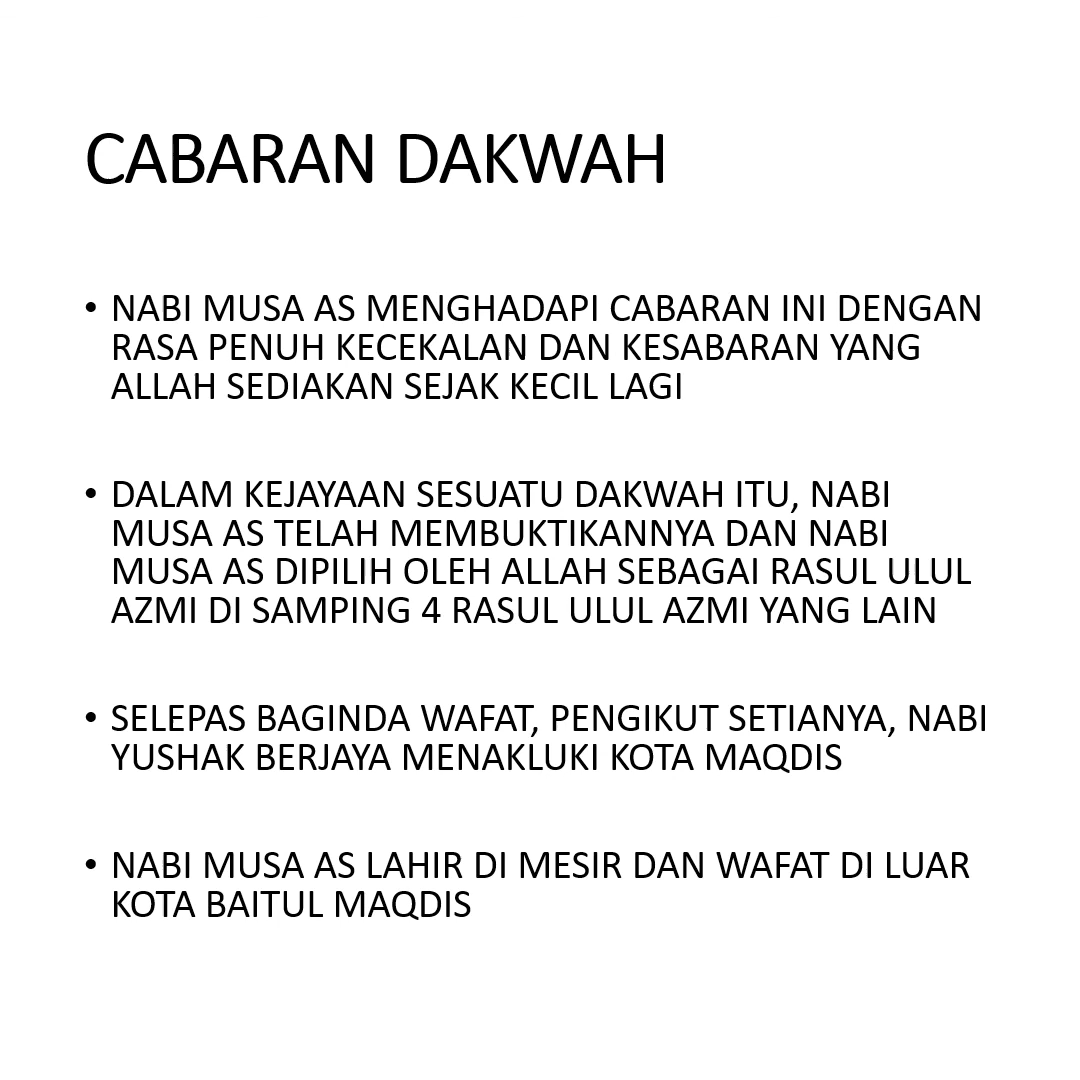 CABARAN DAKWAH
• NABI MUSA AS MENGHADAPI CABARAN INI DENGAN
RASA PENUH KECEKALAN DAN KESABARAN YANG
ALLAH SEDIAKAN SEJAK KECIL LAGI
• DALAM KEJAYAAN SESUATU DAKWAH ITU, NABI
MUSA AS TELAH MEMBUKTIKANNYA DAN NABI
MUSA AS DIPILIH OLEH ALLAH SEBAGAI RASUL ULUL
AZMI DI SAMPING 4 RASUL ULUL AZMI YANG LAIN
• SELEPAS BAGINDA WAFAT, PENGIKUT SETIANYA, NABI
YUSHAK BERJAYA MENAKLUKI KOTA MAQDIS
• NABI MUSA AS LAHIR DI MESIR DAN WAFAT DI LUAR
KOTA BAITUL MAQDIS